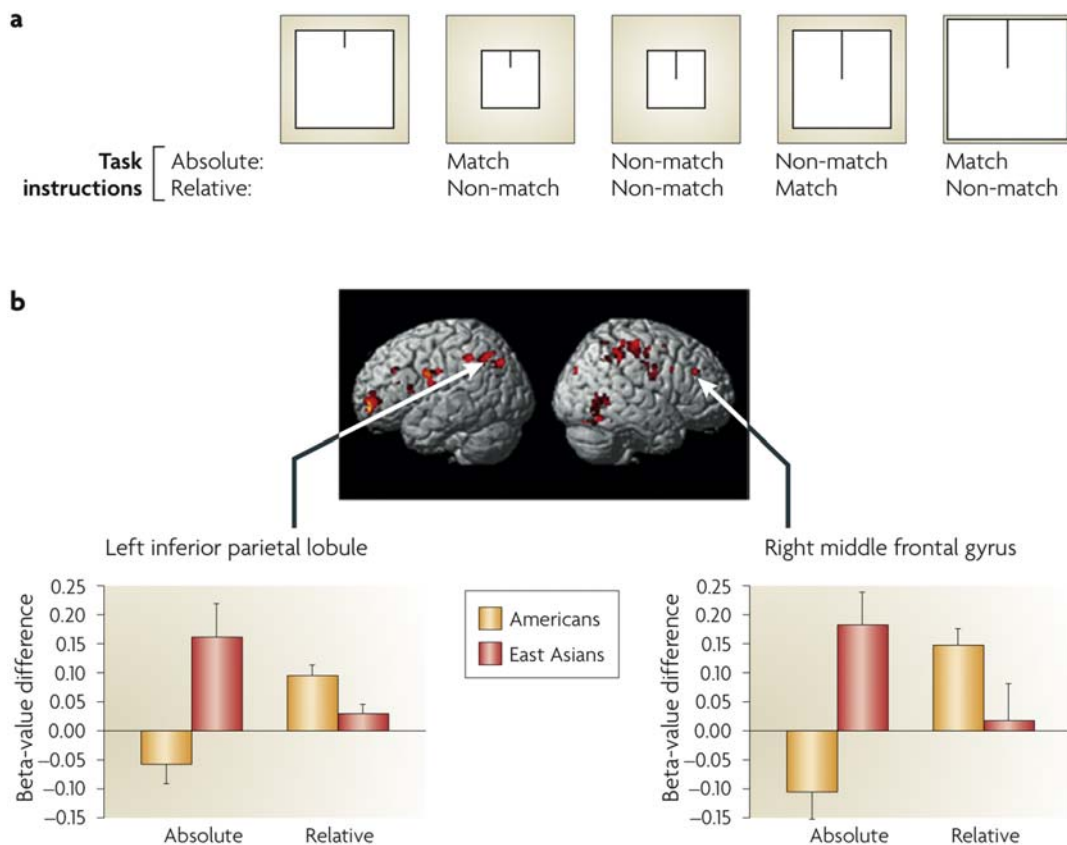 a
Task instructions
Absolute: Match Non-match Non-match Match
Relative: Non-match Non-match Match Non-match
b
Left inferior parietal lobule
Right middle frontal gyrus
Beta-value difference
0.25
0.20
0.15
0.10
0.05
0.00
−0.05
−0.10
−0.15
Absolute Relative
Americans
East Asians
Beta-value difference
0.25
0.20
0.15
0.10
0.05
0.00
−0.05
−0.10
−0.15
Absolute Relative